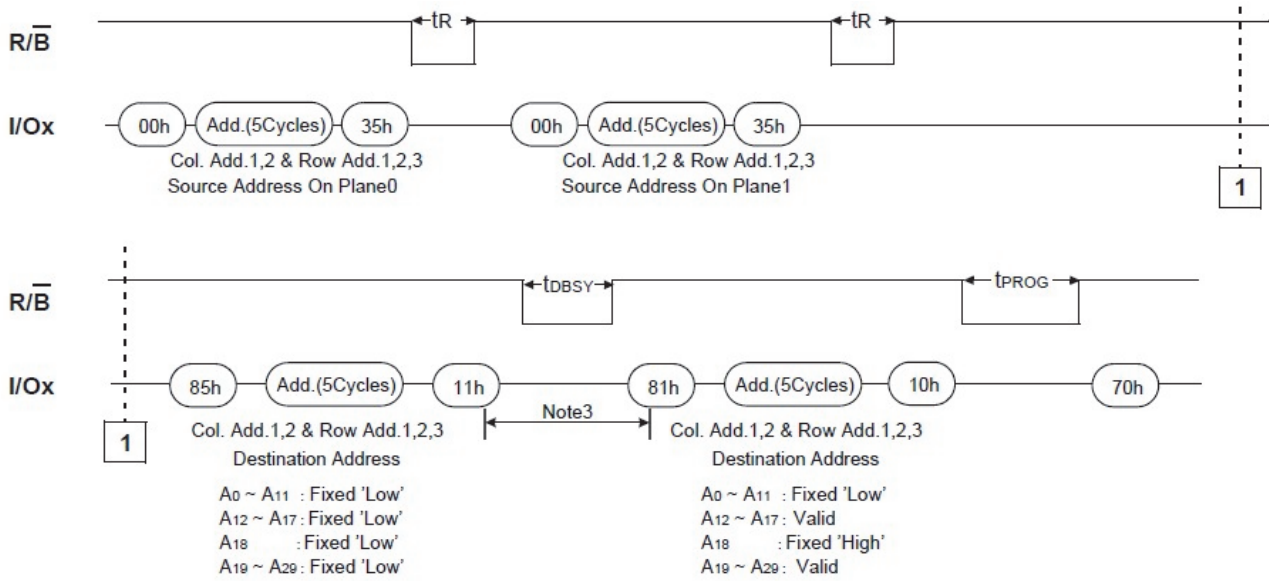 R/B
tR
tR
I/Ox
00h
Add.(5Cycles)
35h
00h
Add.(5Cycles)
35h
Col. Add.1,2 & Row Add.1,2,3
Source Address On Plane0
Col. Add.1,2 & Row Add.1,2,3
Source Address On Plane1
1
R/B
tDBSY
tPROG
I/Ox
85h
Add.(5Cycles)
11h
Note3
81h
Add.(5Cycles)
10h
70h
1
Col. Add.1,2 & Row Add.1,2,3
Destination Address
A0 ~ A11 : Fixed 'Low'
A12 ~ A17 : Fixed 'Low'
A18 : Fixed 'Low'
A19 ~ A29 : Fixed 'Low'
Col. Add.1,2 & Row Add.1,2,3
Destination Address
A0 ~ A11 : Fixed 'Low'
A12 ~ A17 : Valid
A18 : Fixed 'High'
A19 ~ A29 : Valid